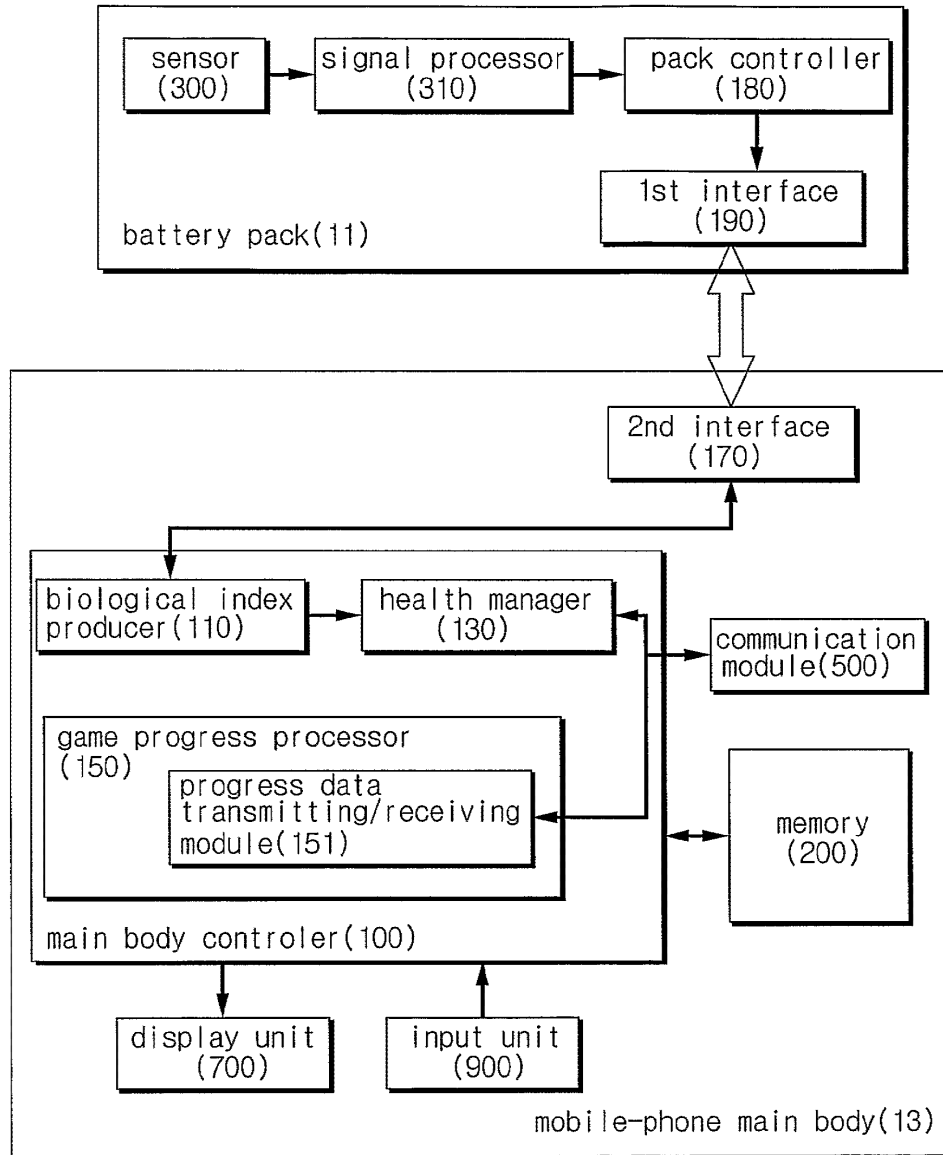 sensor
(300)
signal processor
(310)
pack controller
(180)
1st interface
(190)
battery pack(11)
2nd interface
(170)
biological index
producer(110)
health manager
(130)
communication
module(500)
game progress processor
(150)
progress data
transmitting/receiving
module(151)
memory
(200)
main body controler(100)
display unit
(700)
input unit
(900)
mobile-phone main body(13)